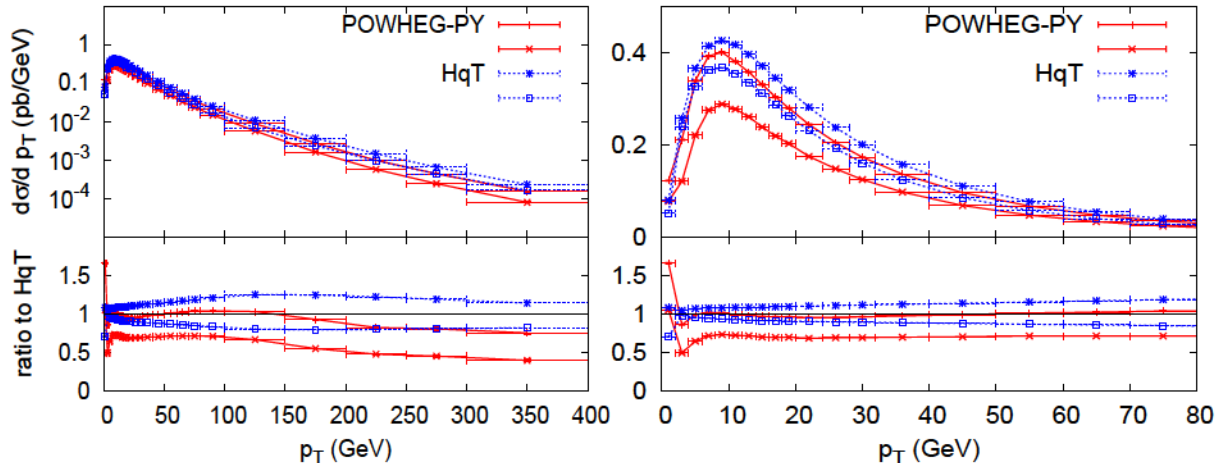 POWHEG-PY
HqT
dσ/d p_T (pb/GeV)
1
0.1
10^-2
10^-3
10^-4
ratio to HqT
1.5
1
0.5
0
0 50 100 150 200 250 300 350 400
p_T (GeV)
POWHEG-PY
HqT
0.4
0.2
0
1.5
1
0.5
0
0 10 20 30 40 50 60 70 80
p_T (GeV)